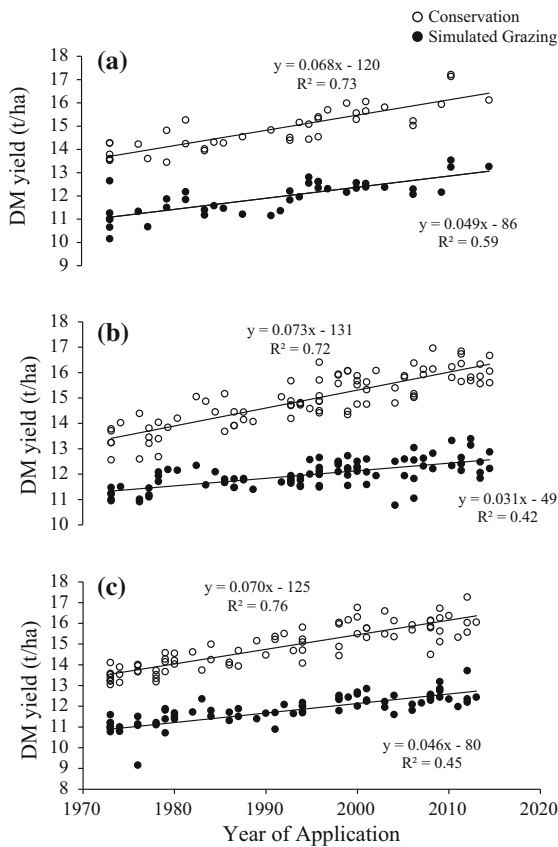 Conservation
Simulated Grazing
(a)
y = 0.068x - 120
R² = 0.73
y = 0.049x - 86
R² = 0.59
DM yield (t/ha)
18
17
16
15
14
13
12
11
10
9
(b)
y = 0.073x - 131
R² = 0.72
y = 0.031x - 49
R² = 0.42
DM yield (t/ha)
18
17
16
15
14
13
12
11
10
(c)
y = 0.070x - 125
R² = 0.76
y = 0.046x - 80
R² = 0.45
DM yield (t/ha)
18
17
16
15
14
13
12
11
10
9
8
1970 1980 1990 2000 2010 2020
Year of Application